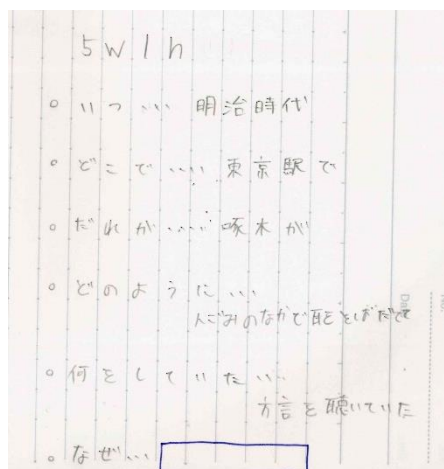 5w1h
○ いつ… 明治時代
○ どこで…. 東京駅で
○ だれが….. 啄木が
○ どのように…
人ごみのなかで耳をしばだてて
○ 何をしていた…
方言を聴いていた
○ なぜ…